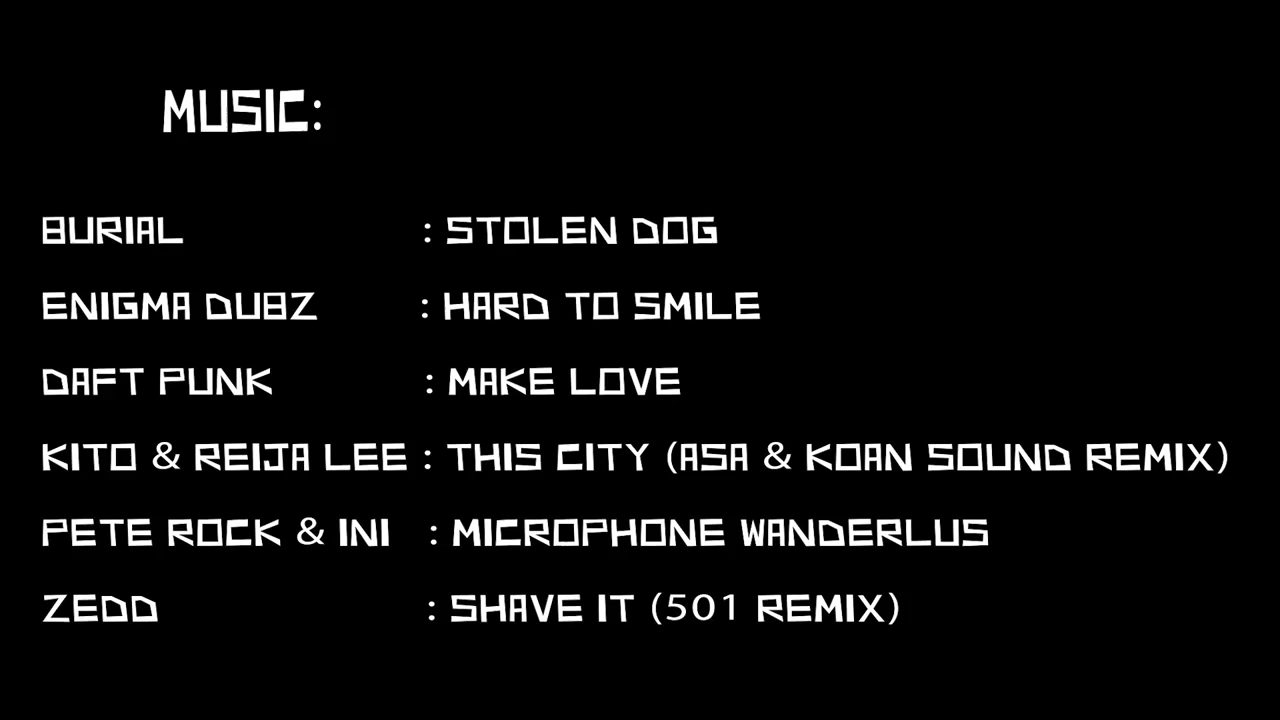 MUSIC:
BURIAL : STOLEN DOG
ENIGMA DUBZ : HARD TO SMILE
DAFT PUNK : MAKE LOVE
KITO & REIJA LEE : THIS CITY (ASA & KOAN SOUND REMIX)
PETE ROCK & INI : MICROPHONE WANDERLUS
ZEDD : SHAVE IT (501 REMIX)